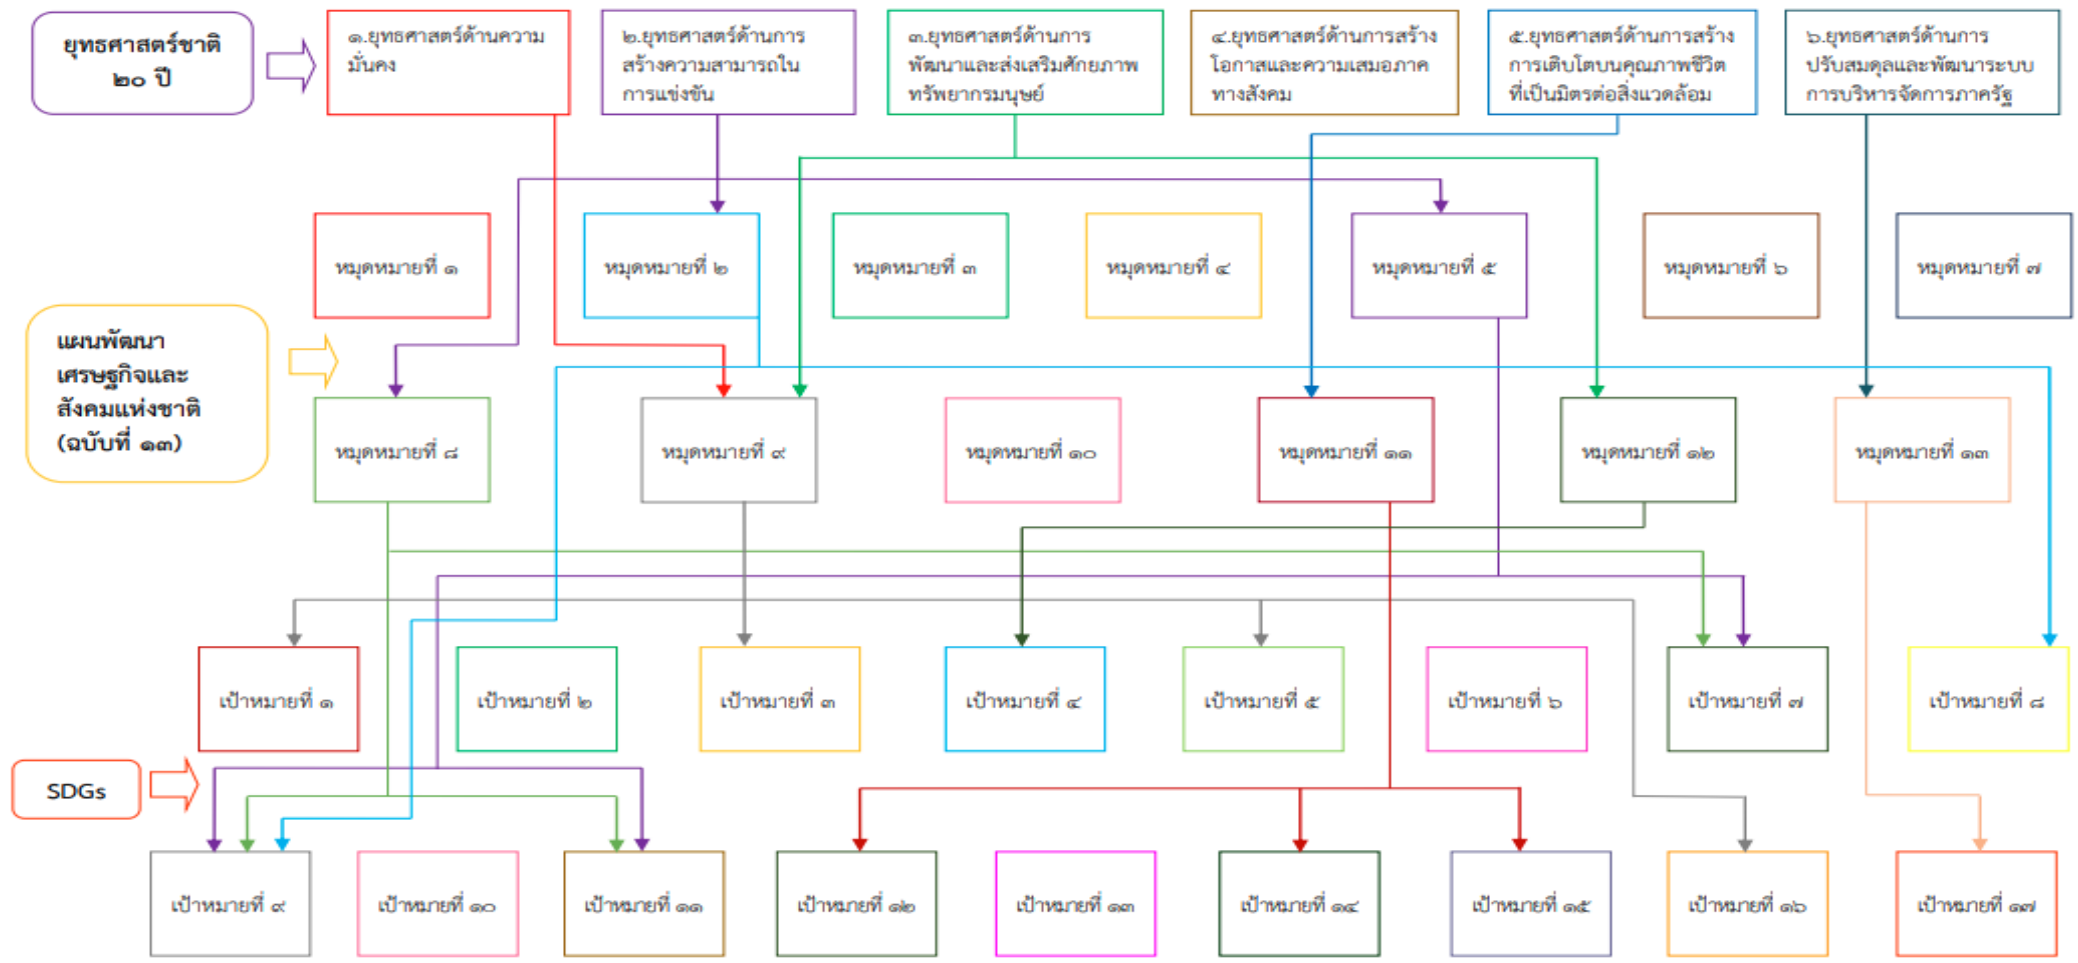 ยุทธศาสตร์ชาติ
๒๐ ปี
๑.ยุทธศาสตร์ด้านความ
มั่นคง
๒.ยุทธศาสตร์ด้านการ
สร้างความสามารถใน
การแข่งขัน
๓.ยุทธศาสตร์ด้านการ
พัฒนาและส่งเสริมศักยภาพ
ทรัพยากรมนุษย์
๔.ยุทธศาสตร์ด้านการสร้าง
โอกาสและความเสมอภาค
ทางสังคม
๕.ยุทธศาสตร์ด้านการสร้าง
การเติบโตบนคุณภาพชีวิต
ที่เป็นมิตรต่อสิ่งแวดล้อม
๖.ยุทธศาสตร์ด้านการ
ปรับสมดุลและพัฒนาระบบ
การบริหารจัดการภาครัฐ
หมุดหมายที่ ๑
หมุดหมายที่ ๒
หมุดหมายที่ ๓
หมุดหมายที่ ๔
หมุดหมายที่ ๕
หมุดหมายที่ ๖
หมุดหมายที่ ๗
แผนพัฒนา
เศรษฐกิจและ
สังคมแห่งชาติ
(ฉบับที่ ๑๓)
หมุดหมายที่ ๘
หมุดหมายที่ ๙
หมุดหมายที่ ๑๐
หมุดหมายที่ ๑๑
หมุดหมายที่ ๑๒
หมุดหมายที่ ๑๓
เป้าหมายที่ ๑
เป้าหมายที่ ๒
เป้าหมายที่ ๓
เป้าหมายที่ ๔
เป้าหมายที่ ๕
เป้าหมายที่ ๖
เป้าหมายที่ ๗
เป้าหมายที่ ๘
SDGs
เป้าหมายที่ ๙
เป้าหมายที่ ๑๐
เป้าหมายที่ ๑๑
เป้าหมายที่ ๑๒
เป้าหมายที่ ๑๓
เป้าหมายที่ ๑๔
เป้าหมายที่ ๑๕
เป้าหมายที่ ๑๖
เป้าหมายที่ ๑๗